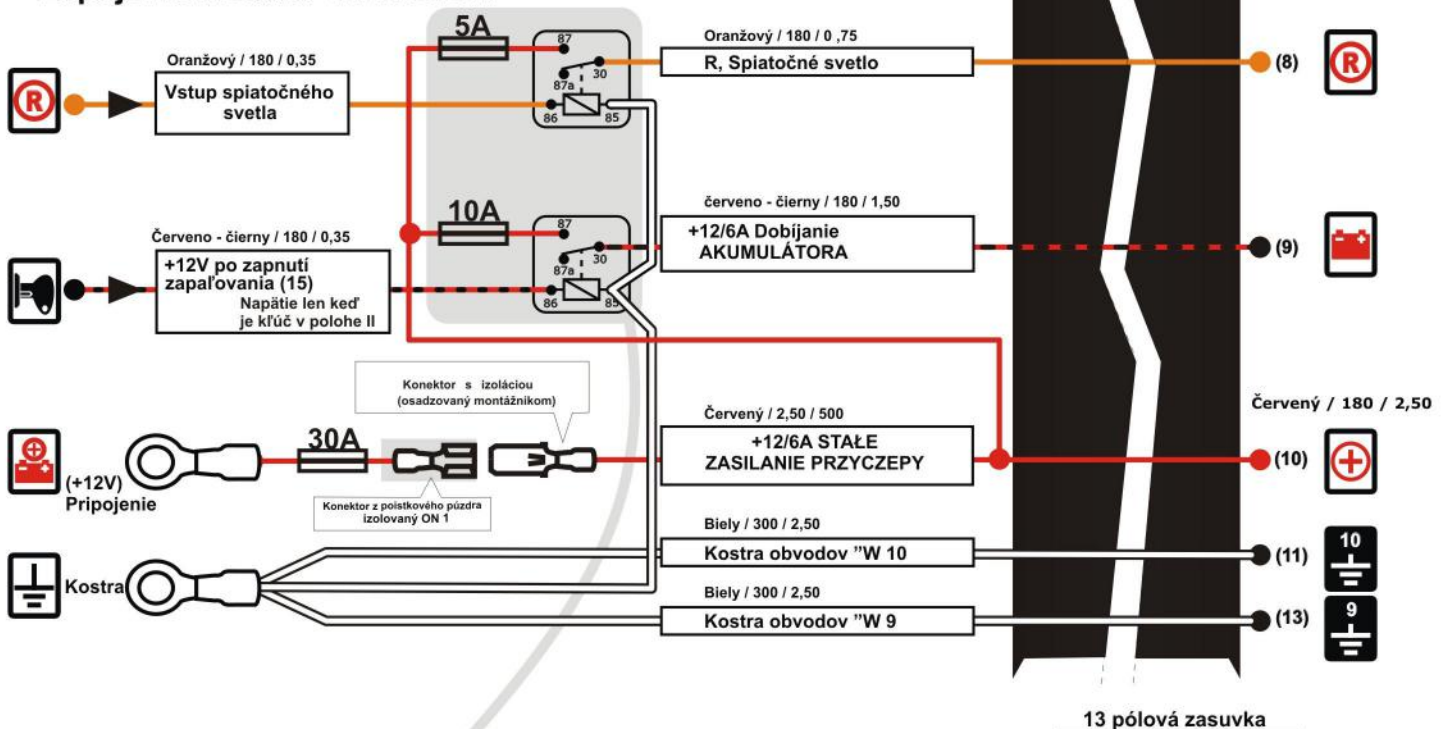 5A
87
30
87a
86
85
Oranžový / 180 / 0,35
R
Vstup spiatočného
svetla
Oranžový / 180 / 0 ,75
R, Spiatočné svetlo
(8)
R
10A
87
30
87a
86
85
Červeno - čierny / 180 / 0,35
+12V po zapnutí
zapaľovania (15)
Napätie len keď
je kľúč v polohe II
červeno - čierny / 180 / 1,50
+12/6A Dobíjanie
AKUMULÁTORA
(9)
Konektor s izoláciou
(osadzovaný montážnikom)
30A
(+12V)
Pripojenie
Konektor z poistkového púzdra
izolovaný ON 1
Červený / 2,50 / 500
+12/6A STAŁE
ZASILANIE PRZYCZEPY
Červený / 180 / 2,50
(10)
Kostra
Biely / 300 / 2,50
Kostra obvodov ”W 10
(11)
10
Biely / 300 / 2,50
Kostra obvodov ”W 9
(13)
9
13 pólová zasuvka